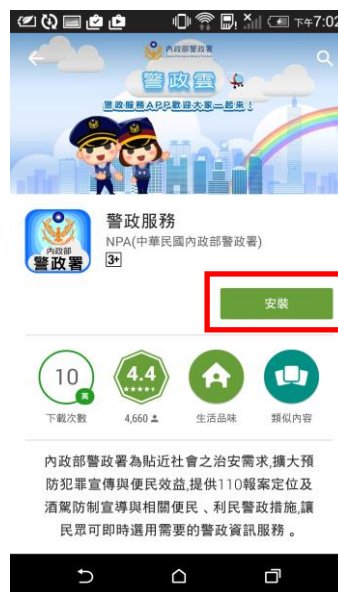 下午7:02
內政部警政署
警政雲
警政服務APP歡迎大家一起來!
內政部
警政署
警政服務
NPA(中華民國內政部警政署)
3+
安裝
10
萬
4.4
下載次數
4,660
生活品味
類似內容
內政部警政署為貼近社會之治安需求,擴大預
防犯罪宣傳與便民效益,提供110報案定位及
酒駕防制宣導與相關便民、利民警政措施,讓
民眾可即時選用需要的警政資訊服務。